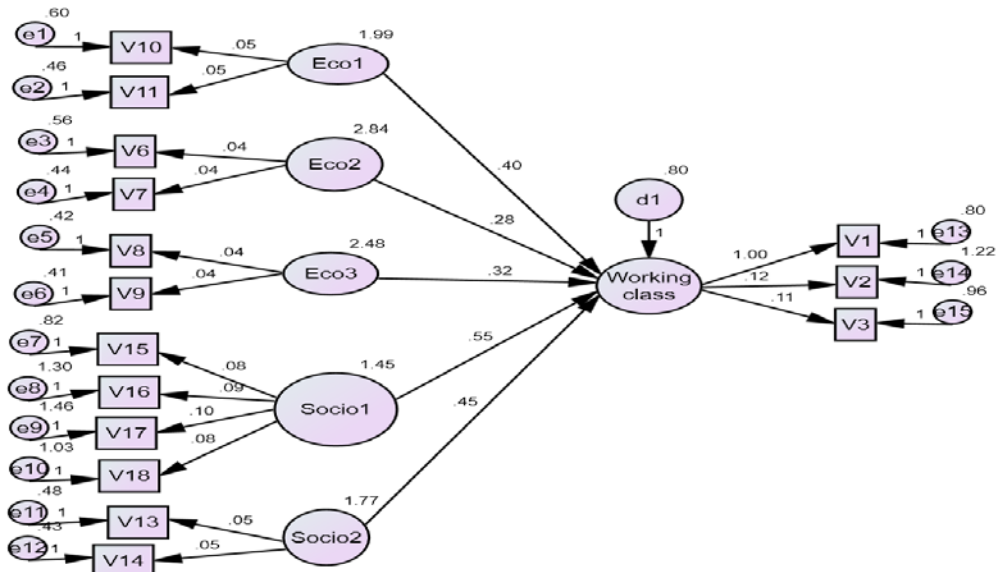 .60
e1 1 V10 .05 1.99
Eco1
.46
e2 1 V11 .05
.40
.56
e3 1 V6 .04 2.84
Eco2
.44
e4 1 V7 .04
.28
.42
e5 1 V8 .04 2.48
Eco3
.41
e6 1 V9 .04
.32
.80
d1
1
Working
class
1.00 V1 1 e13 .80
.12 V2 1 e14 1.22
.11 V3 1 e15 .96
.82
e7 1 V15 .08 1.45
Socio1
.55
1.30
e8 1 V16 .09
1.46
e9 1 V17 .10
1.03
e10 1 V18 .08
.48
e11 1 V13 .05 1.77
Socio2
.45
.43
e12 1 V14 .05